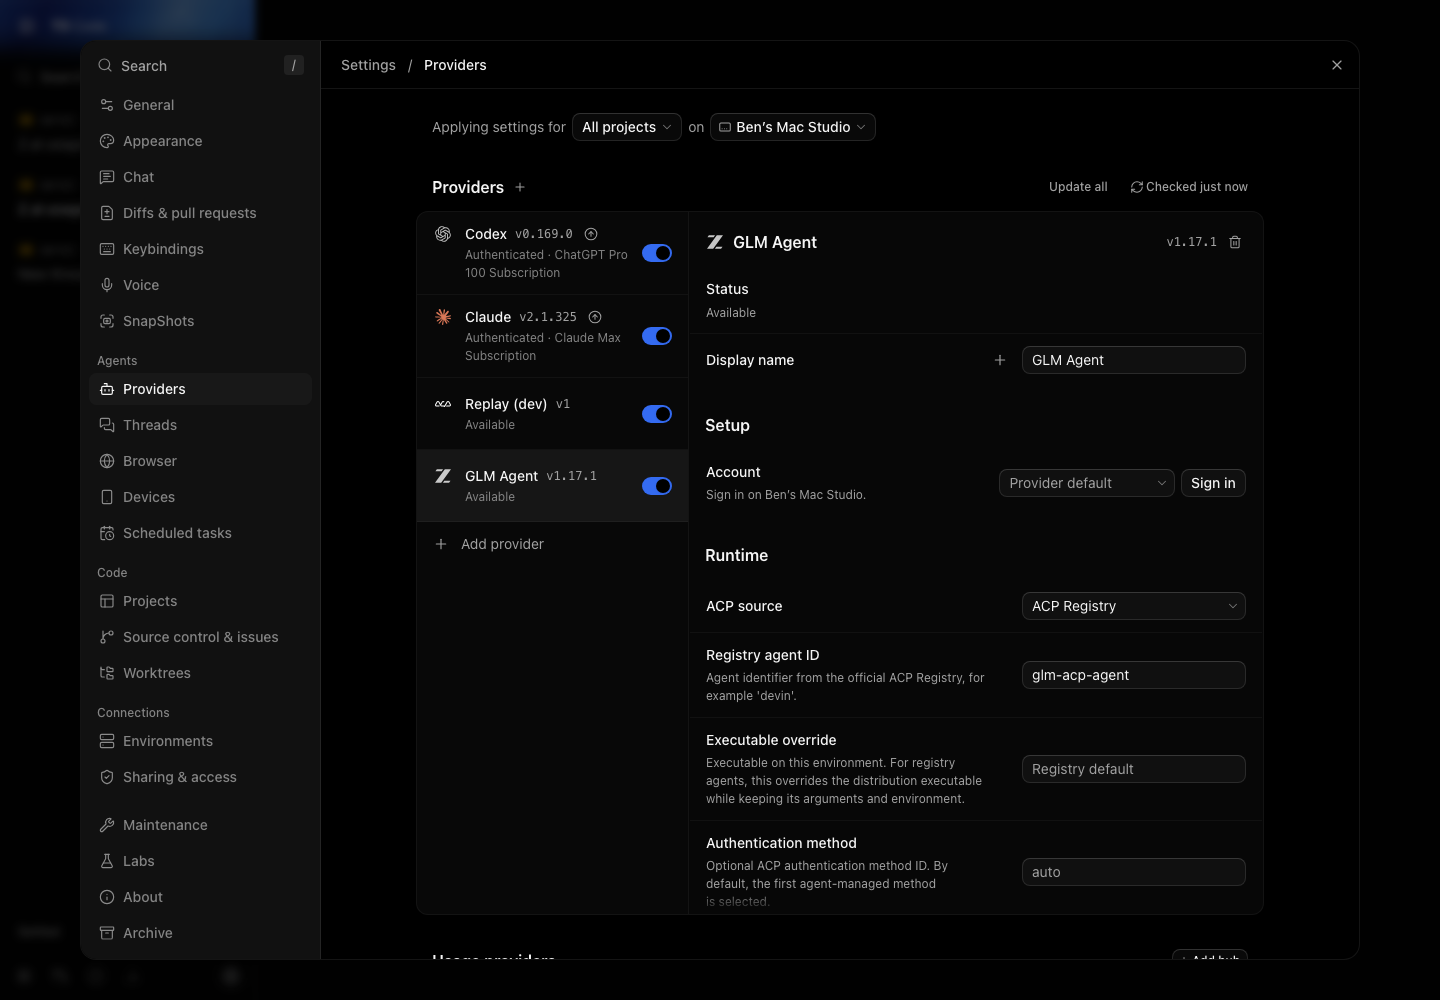 Search /
General
Appearance
Chat
Diffs & pull requests
Keybindings
Voice
SnapShots
Agents
Providers
Threads
Browser
Devices
Scheduled tasks
Code
Projects
Source control & issues
Worktrees
Connections
Environments
Sharing & access
Maintenance
Labs
About
Archive
Settings / Providers
Applying settings for All projects on Ben's Mac Studio
Providers
Update all Checked just now
Codex v0.169.0
Authenticated · ChatGPT Pro
100 Subscription
Claude v2.1.325
Authenticated · Claude Max
Subscription
Replay (dev) v1
Available
GLM Agent v1.17.1
Available
Add provider
GLM Agent v1.17.1
Status
Available
Display name GLM Agent
Setup
Account
Sign in on Ben's Mac Studio.
Provider default Sign in
Runtime
ACP source ACP Registry
Registry agent ID
Agent identifier from the official ACP Registry, for
example 'devin'.
glm-acp-agent
Executable override
Executable on this environment. For registry
agents, this overrides the distribution executable
while keeping its arguments and environment.
Registry default
Authentication method
Optional ACP authentication method ID. By
default, the first agent-managed method
is selected.
auto
Usage providers
Add hub